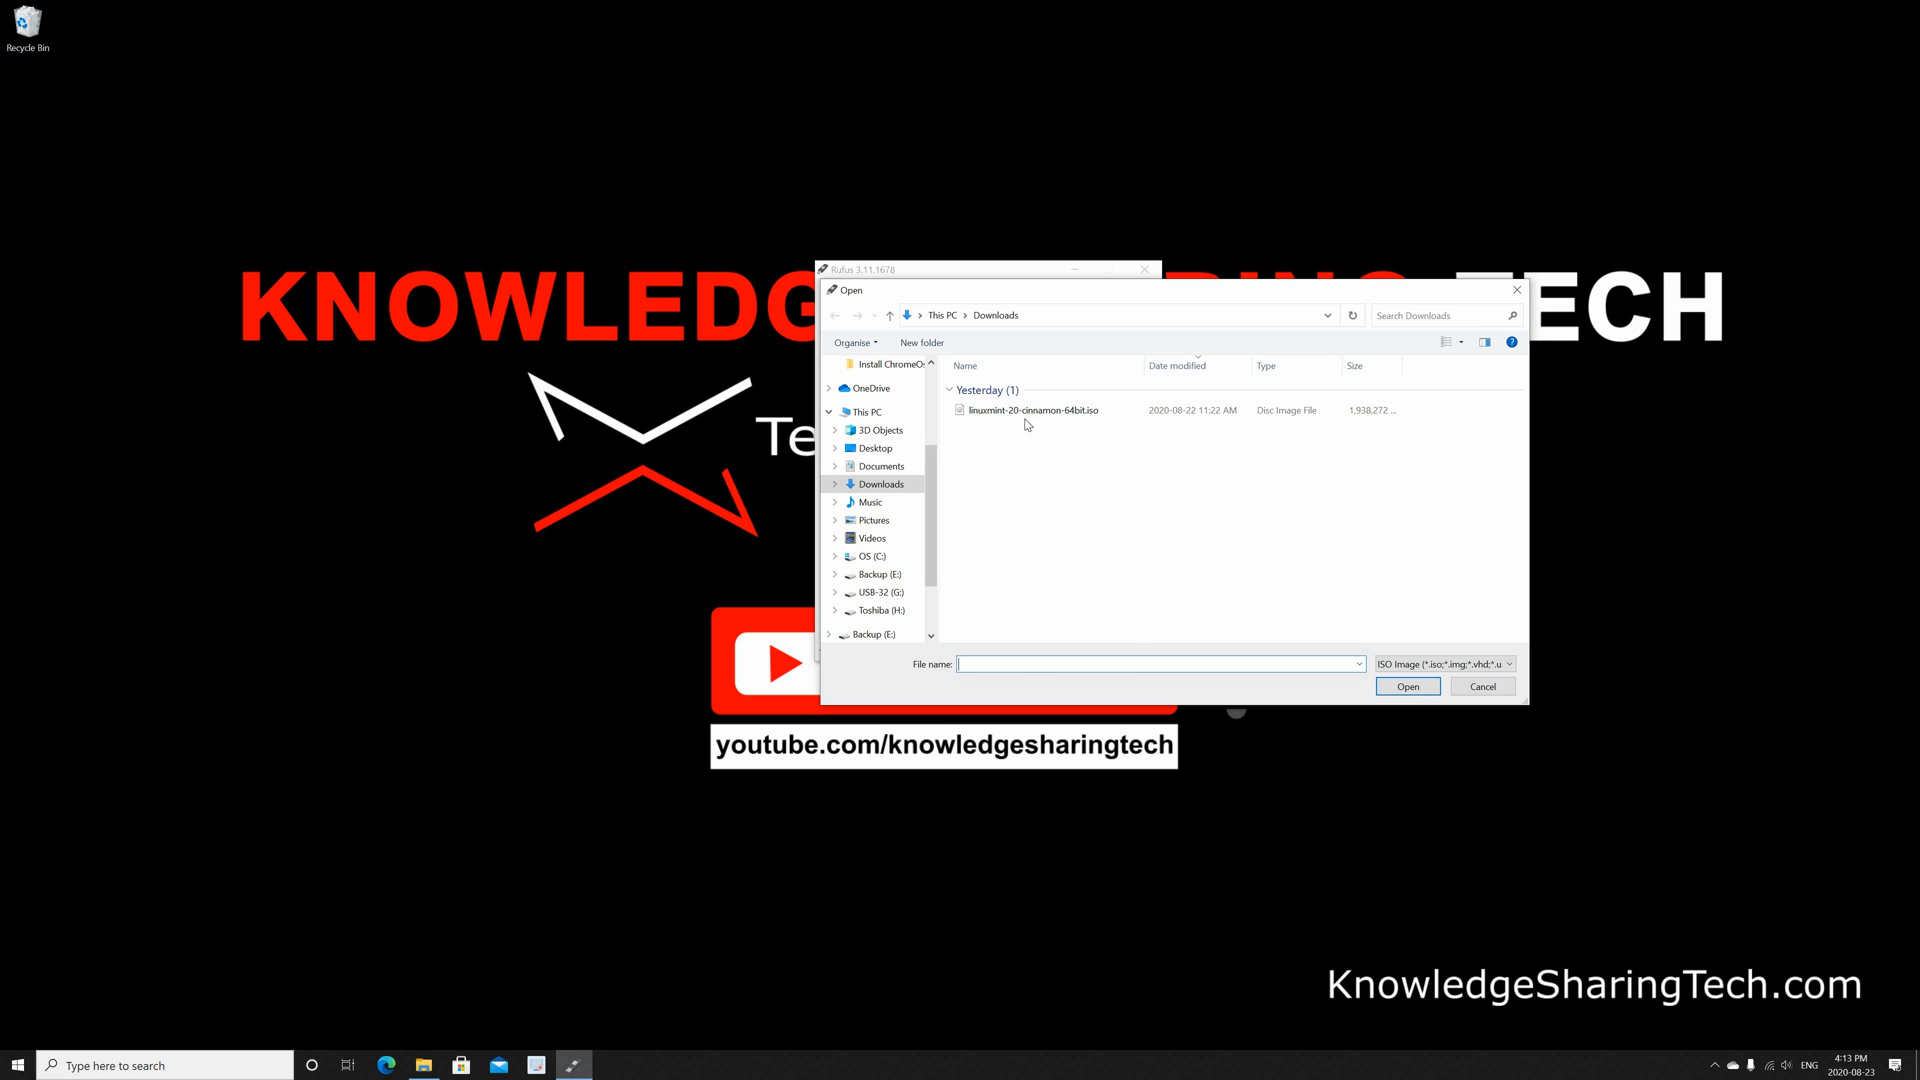 Recycle Bin
KNOWLEDG
RING TECH
Te
Rufus 3.11.1678
Open
This PC
Downloads
Search Downloads
Organise
New folder
Name
Date modified
Type
Size
Install ChromeO
OneDrive
This PC
3D Objects
Desktop
Documents
Downloads
Music
Pictures
Videos
OS (C:)
Backup (E:)
USB-32 (G:)
Toshiba (H:)
Backup (E:)
Yesterday (1)
linuxmint-20-cinnamon-64bit.iso
2020-08-22 11:22 AM
Disc Image File
1,938,272 ...
File name:
ISO Image (*.iso;*.img;*.vhd;*.u
Open
Cancel
youtube.com/knowledgesharingtech
KnowledgeSharingTech.com
Type here to search
ENG
4:13 PM
2020-08-23